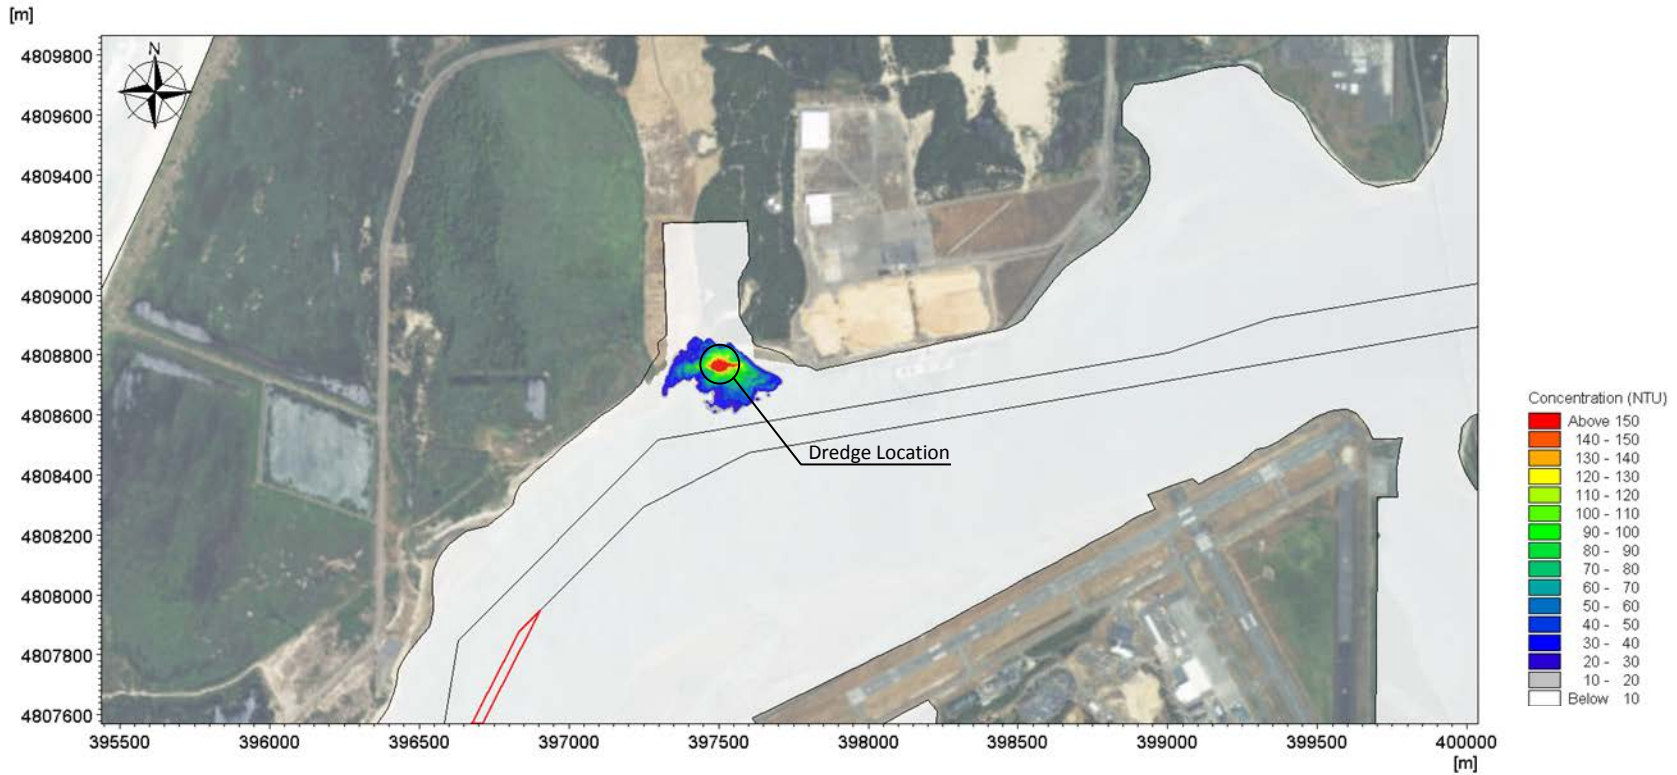 [m]
N
4809800
4809600
4809400
4809200
4809000
4808800
4808600
4808400
4808200
4808000
4807800
4807600
395500 396000 396500 397000 397500 398000 398500 399000 399500 400000
[m]
Dredge Location
Concentration (NTU)
Above 150
140 - 150
130 - 140
120 - 130
110 - 120
100 - 110
90 - 100
80 - 90
70 - 80
60 - 70
50 - 60
40 - 50
30 - 40
20 - 30
10 - 20
Below 10